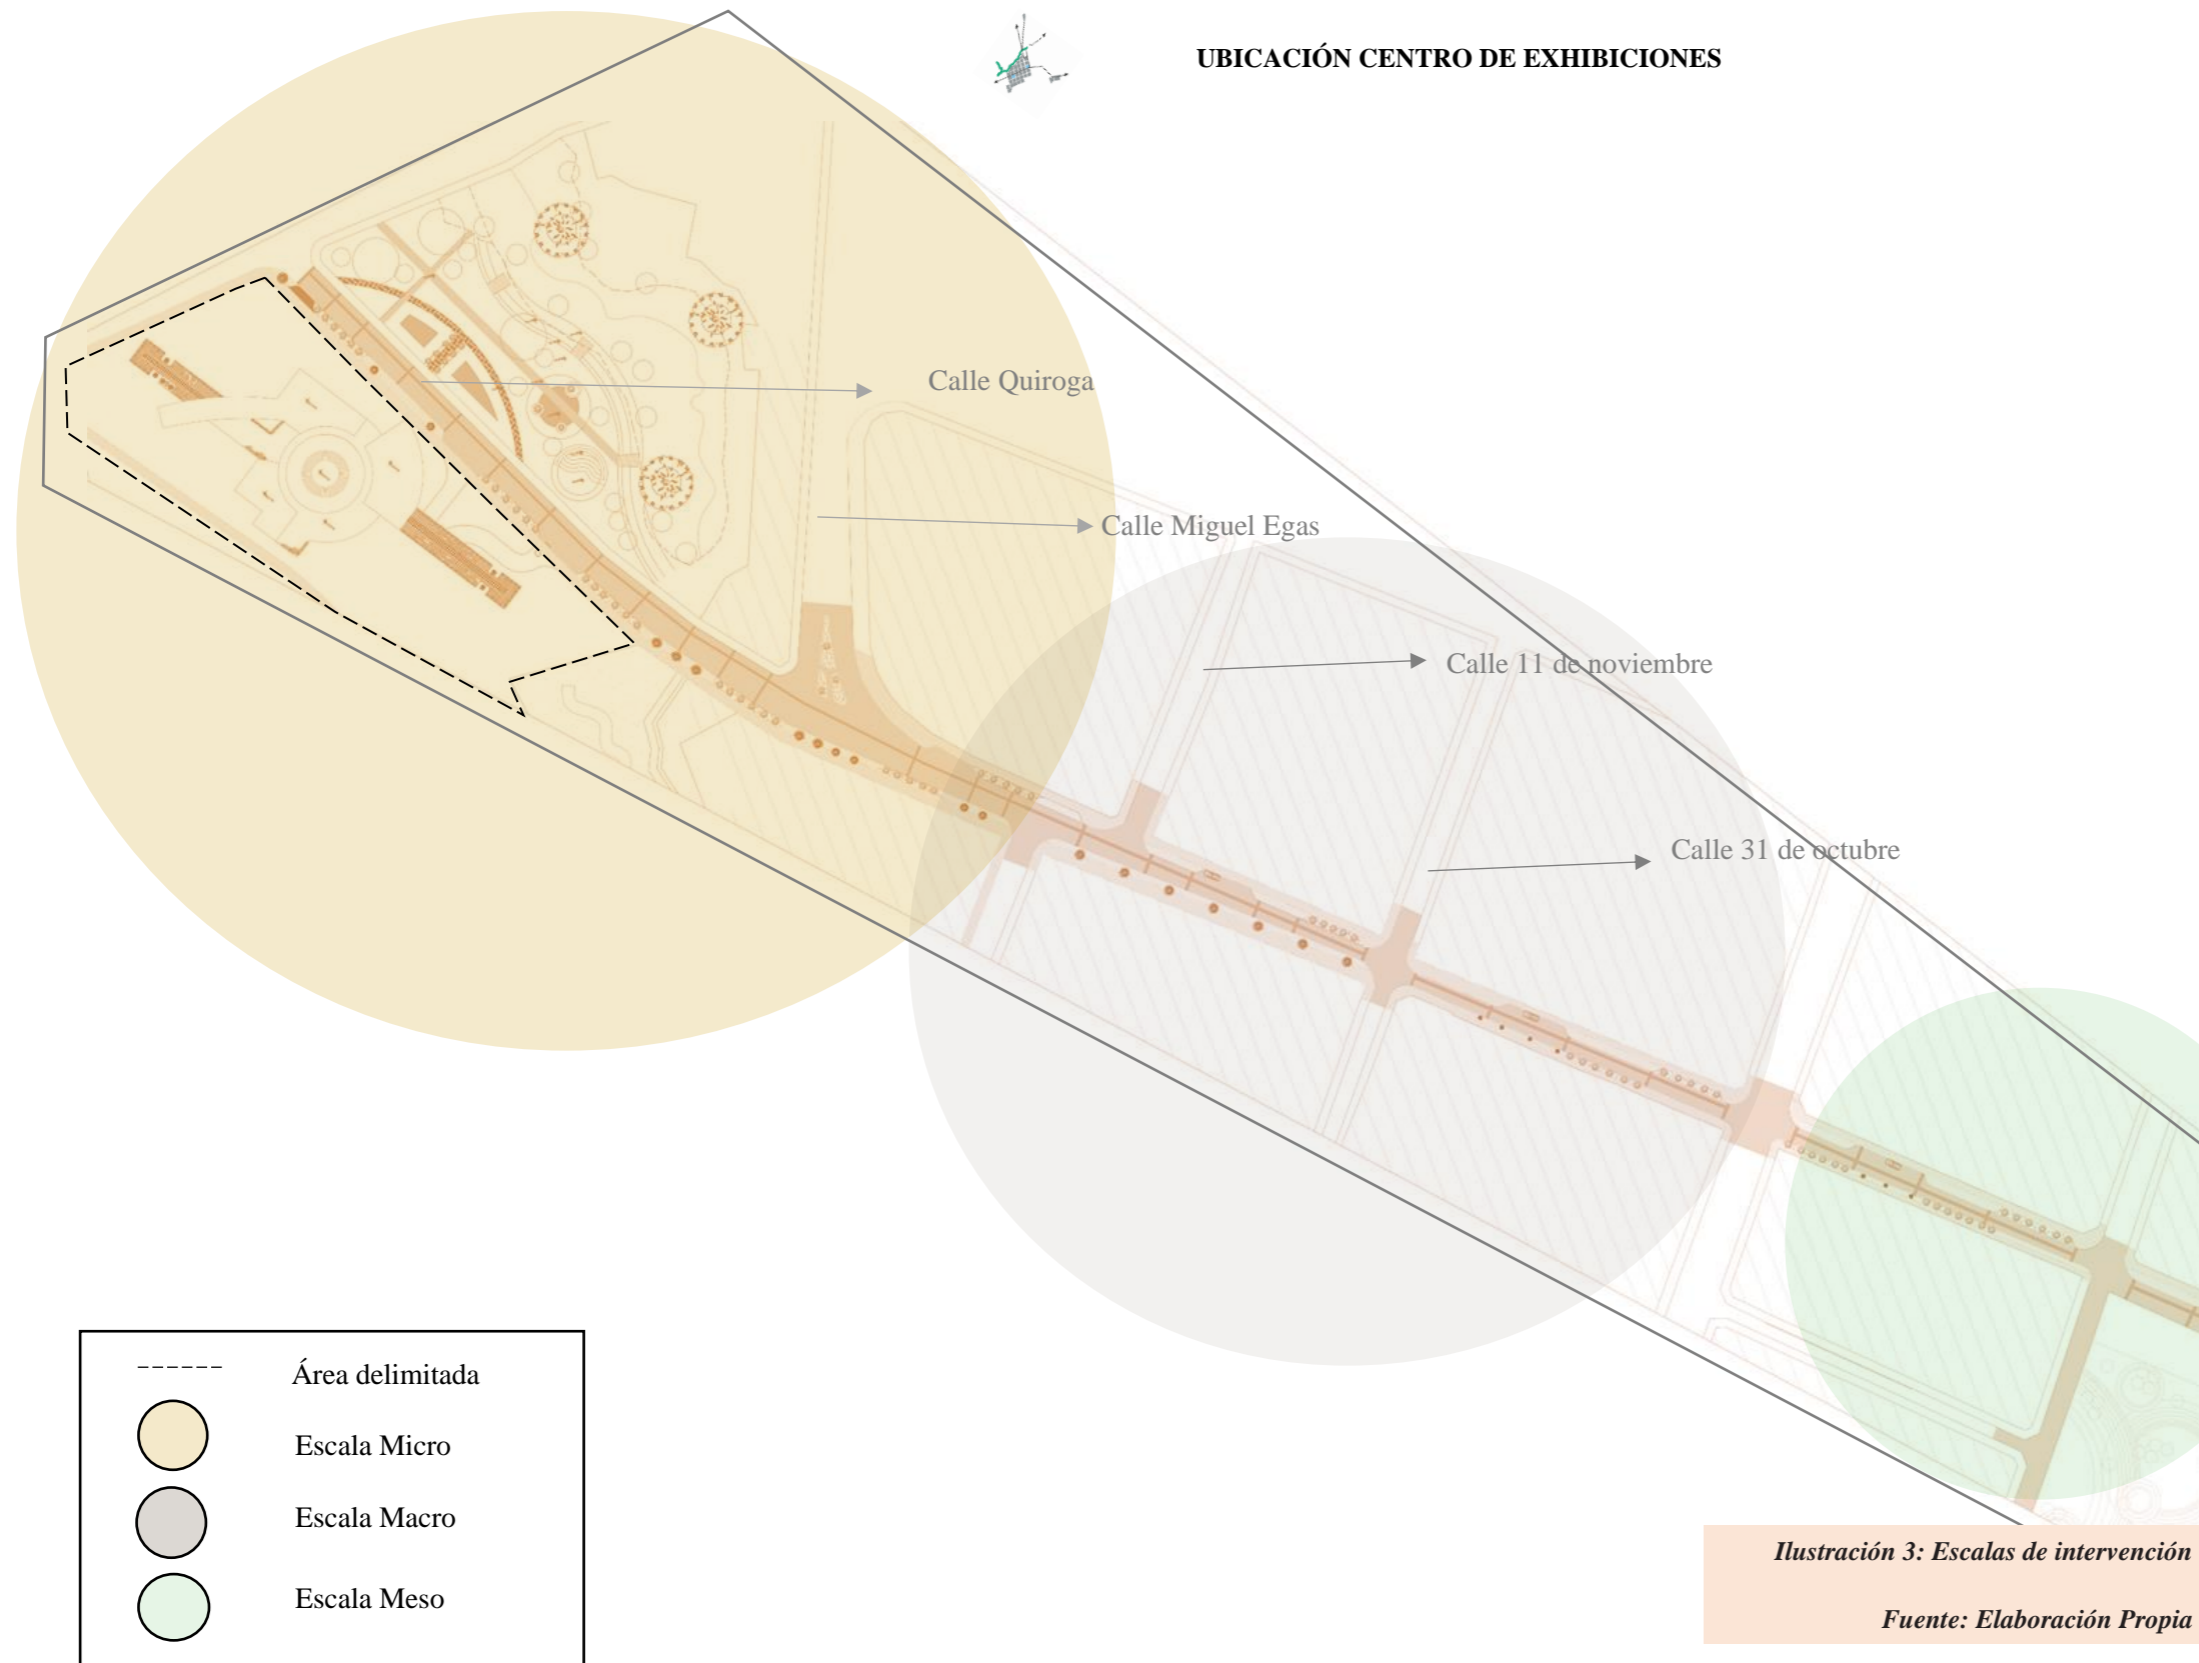 UBICACIÓN CENTRO DE EXHIBICIONES
Calle Quiroga
Calle Miguel Egas
Calle 11 de noviembre
Calle 31 de octubre
Área delimitada
Escala Micro
Escala Macro
Escala Meso
Ilustración 3: Escalas de intervención
Fuente: Elaboración Propia